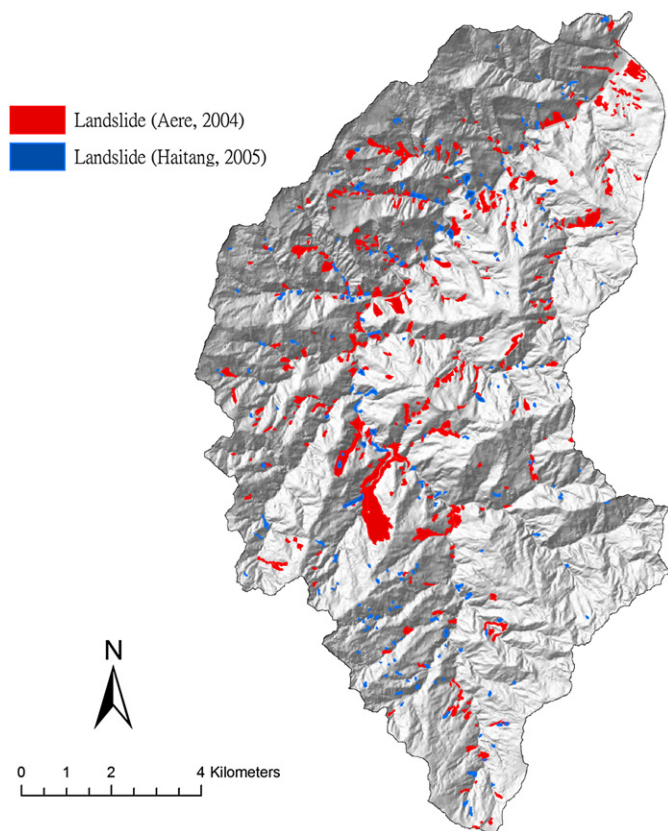 Landslide (Aere, 2004)
Landslide (Haitang, 2005)
N
0 1 2 4 Kilometers